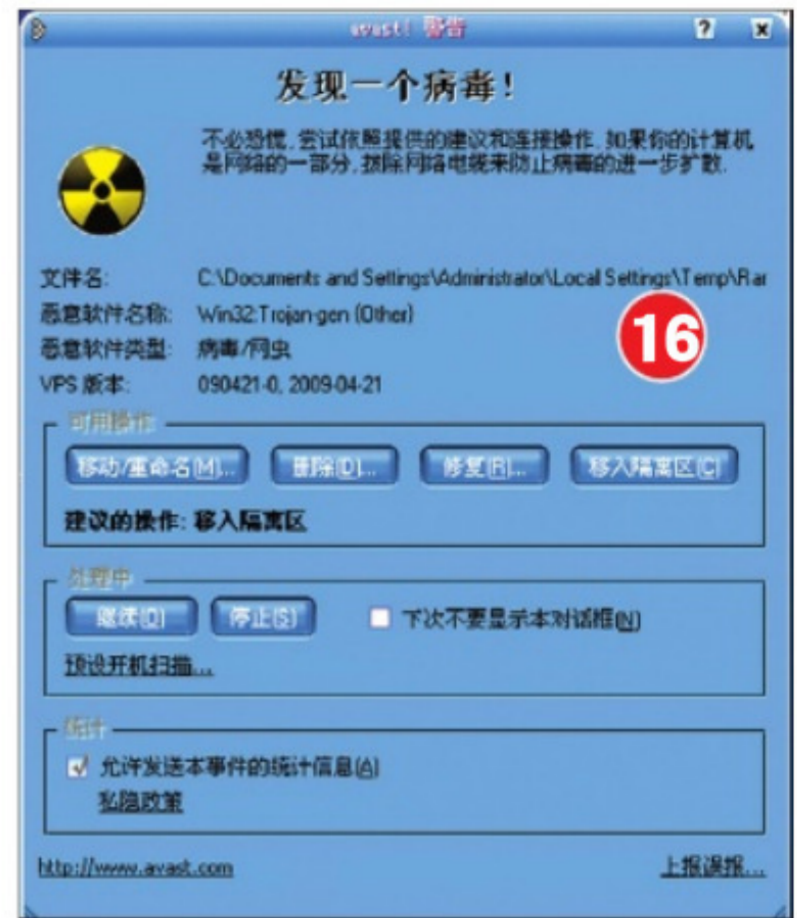 avast! 警告
发现一个病毒!
不必恐慌,尝试依照提供的建议和连接操作,如果你的计算机
是网络的一部分,拔除网络电缆来防止病毒的进一步扩散.
文件名: C:\Documents and Settings\Administrator\Local Settings\Temp\Rar
恶意软件名称: Win32:Trojan-gen (Other)
16
恶意软件类型: 病毒/网虫
VPS 版本: 090421-0, 2009-04-21
可用操作
移动/重命名(M)... 删除(D)... 修复(R)... 移入隔离区(C)
建议的操作: 移入隔离区
处理中
继续(O) 停止(S) 下次不要显示本对话框(N)
预设开机扫描...
统计
允许发送本事件的统计信息(A)
私隐政策
http://www.avast.com 上报误报...